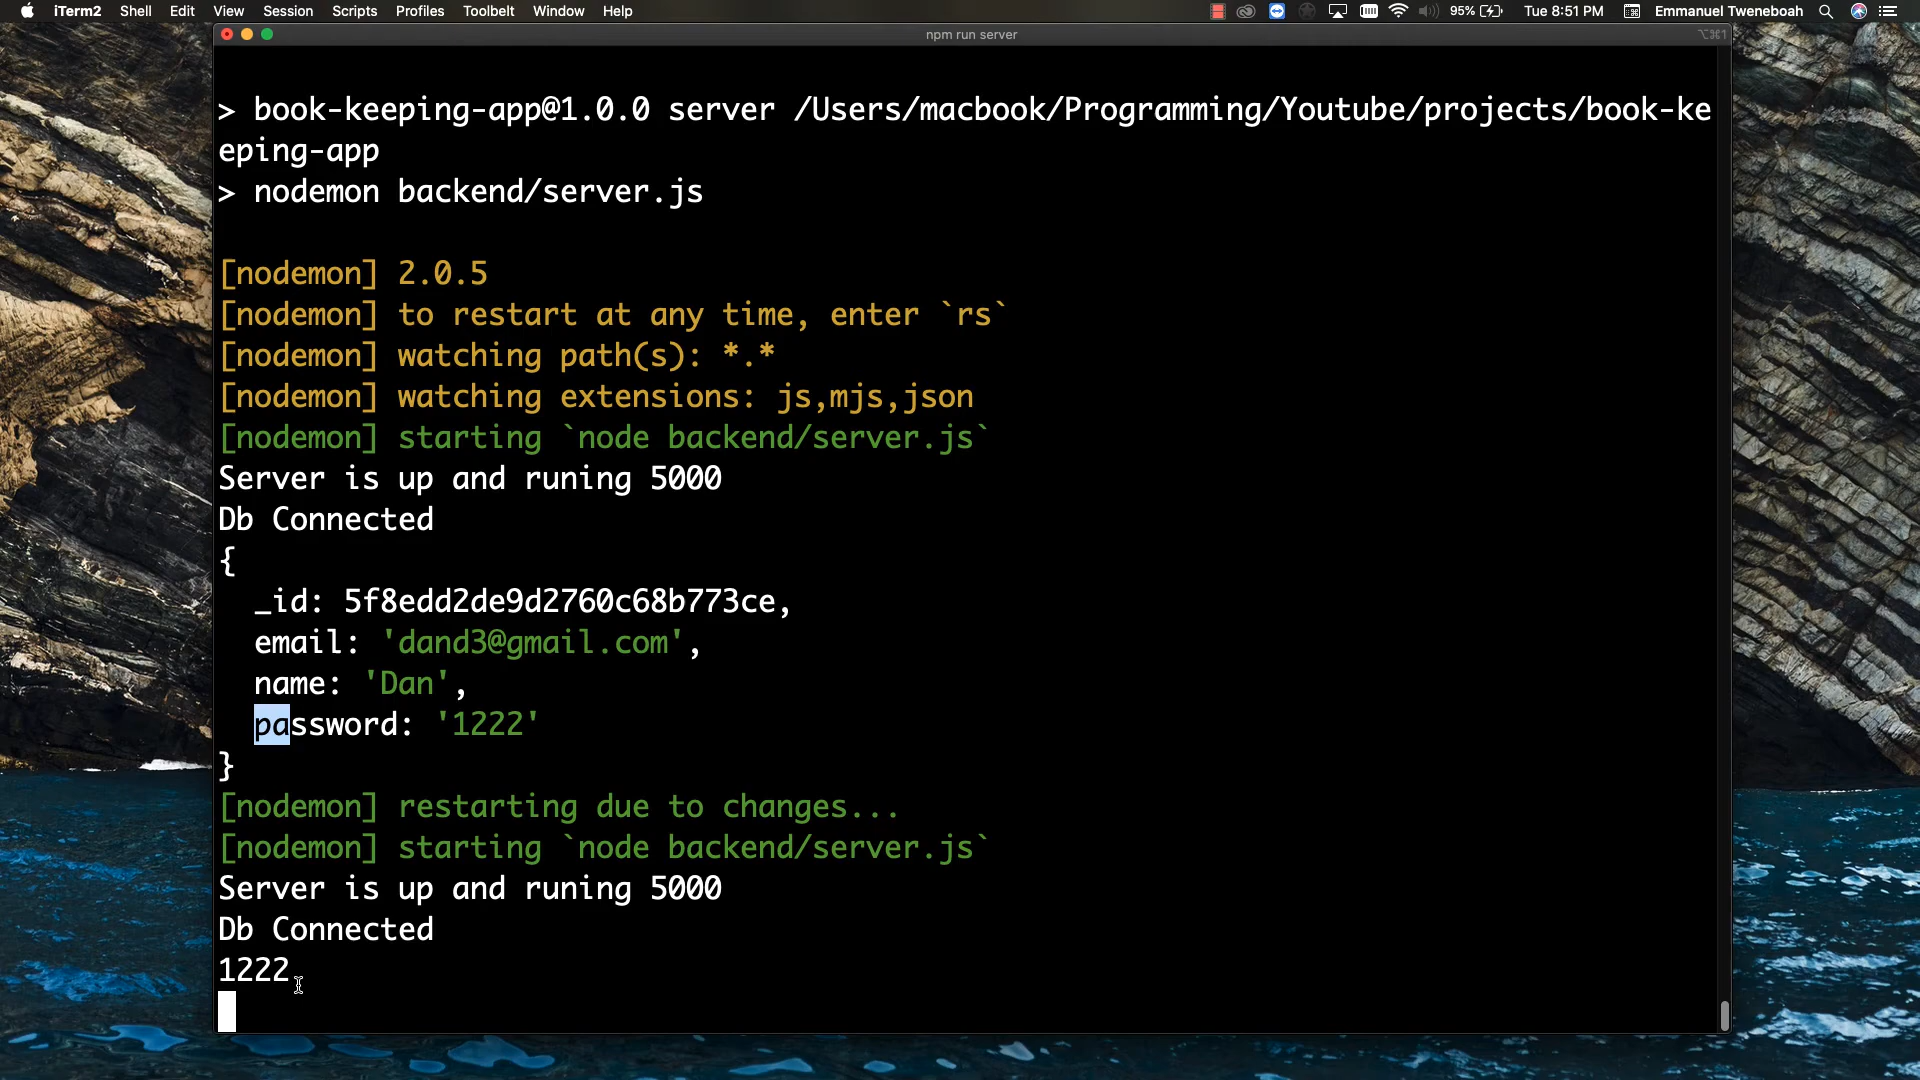 iTerm2 Shell Edit View Session Scripts Profiles Toolbelt Window Help 95% Tue 8:51 PM Emmanuel Tweneboah
npm run server ⌥⌘1
> book-keeping-app@1.0.0 server /Users/macbook/Programming/Youtube/projects/book-ke
eping-app
> nodemon backend/server.js
[nodemon] 2.0.5
[nodemon] to restart at any time, enter `rs`
[nodemon] watching path(s): *.*
[nodemon] watching extensions: js,mjs,json
[nodemon] starting `node backend/server.js`
Server is up and runing 5000
Db Connected
{
  _id: 5f8edd2de9d2760c68b773ce,
  email: 'dand3@gmail.com',
  name: 'Dan',
  password: '1222'
}
[nodemon] restarting due to changes...
[nodemon] starting `node backend/server.js`
Server is up and runing 5000
Db Connected
1222